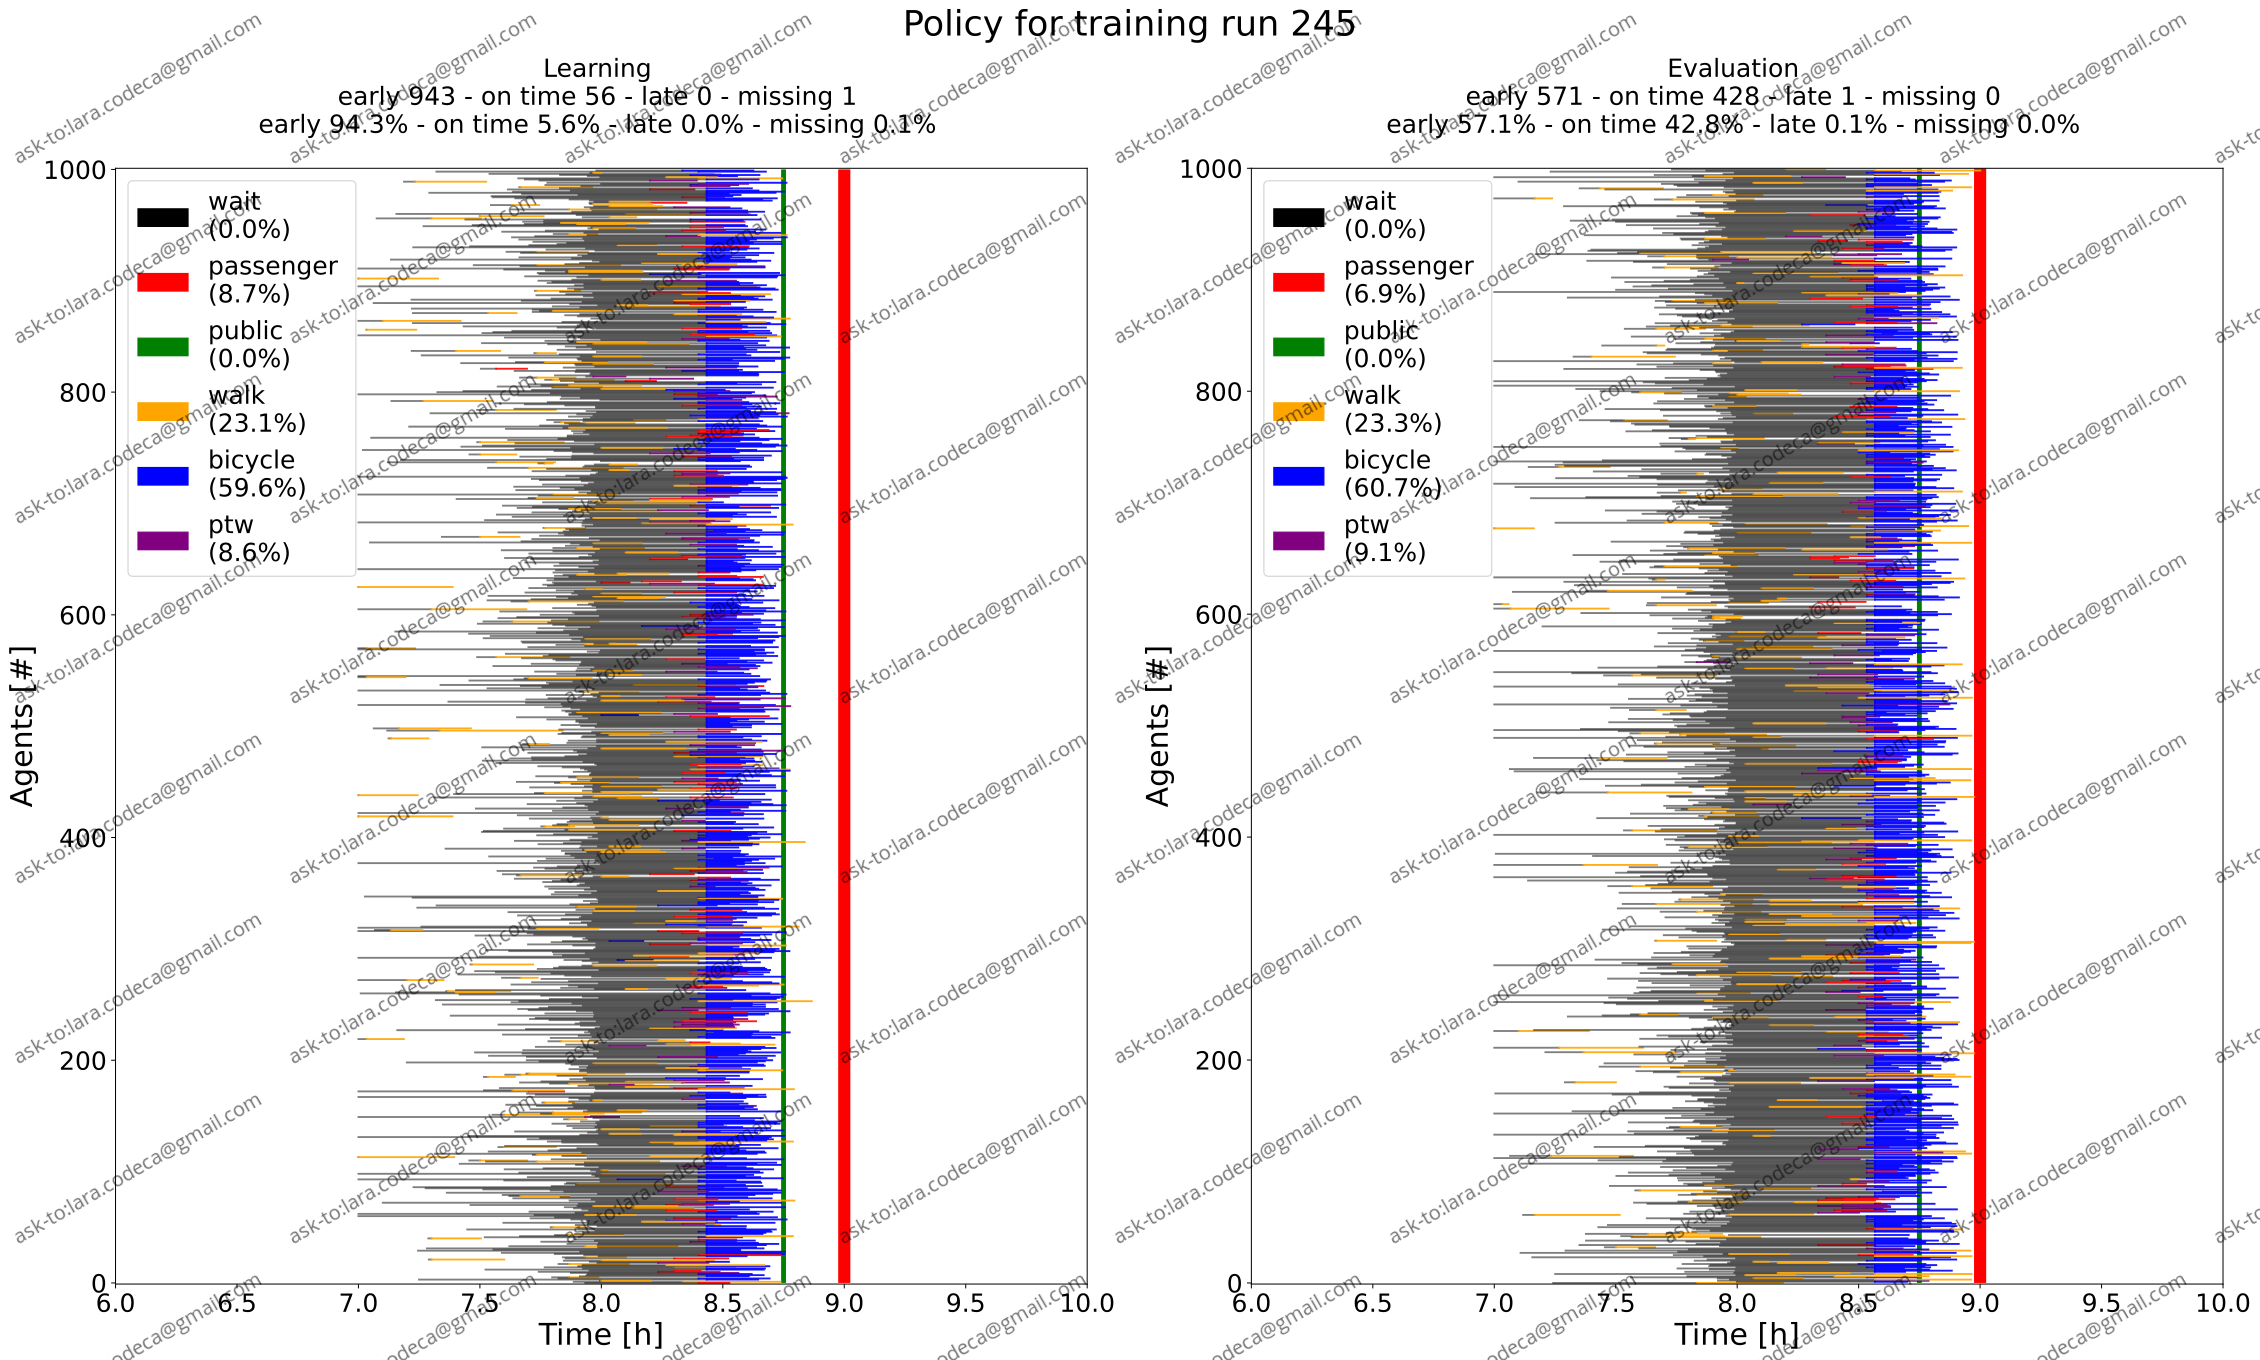 Policy for training run 245
Learning
early 943 - on time 56 - late 0 - missing 1
early 94.3% - on time 5.6% - late 0.0% - missing 0.1%
Agents [#]
1000
800
600
400
200
0
wait
(0.0%)
passenger
(8.7%)
public
(0.0%)
walk
(23.1%)
bicycle
(59.6%)
ptw
(8.6%)
6.0 6.5 7.0 7.5 8.0 8.5 9.0 9.5 10.0
Time [h]
Evaluation
early 571 - on time 428 - late 1 - missing 0
early 57.1% - on time 42.8% - late 0.1% - missing 0.0%
Agents [#]
1000
800
600
400
200
0
wait
(0.0%)
passenger
(6.9%)
public
(0.0%)
walk
(23.3%)
bicycle
(60.7%)
ptw
(9.1%)
6.0 6.5 7.0 7.5 8.0 8.5 9.0 9.5 10.0
Time [h]
ask-to:lara.codeca@gmail.com